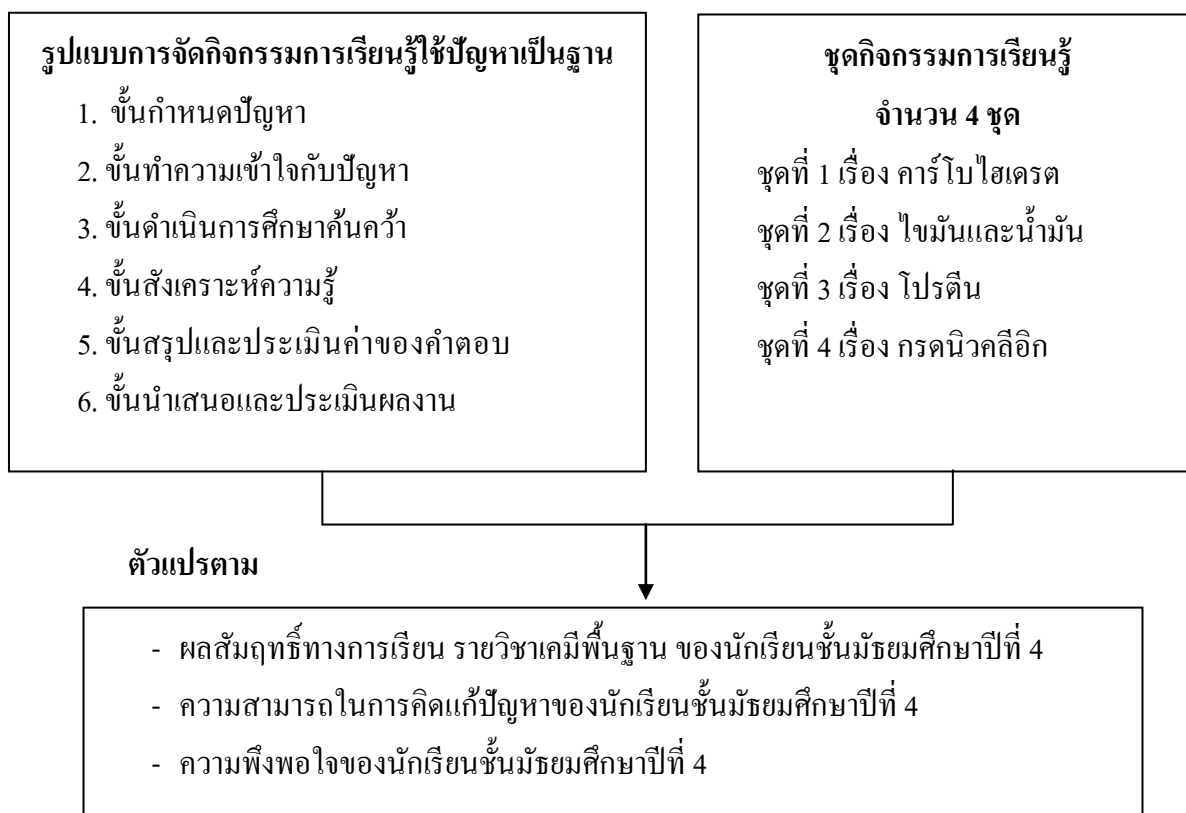 รูปแบบการจัดกิจกรรมการเรียนรู้ใช้ปัญหาเป็นฐาน
1. ขั้นกำหนดปัญหา
2. ขั้นทำความเข้าใจกับปัญหา
3. ขั้นดำเนินการศึกษาค้นคว้า
4. ขั้นสังเคราะห์ความรู้
5. ขั้นสรุปและประเมินค่าของคำตอบ
6. ขั้นนำเสนอและประเมินผลงาน
ชุดกิจกรรมการเรียนรู้
จำนวน 4 ชุด
ชุดที่ 1 เรื่อง คาร์โบไฮเดรต
ชุดที่ 2 เรื่อง ไขมันและน้ำมัน
ชุดที่ 3 เรื่อง โปรตีน
ชุดที่ 4 เรื่อง กรดนิวคลีอิก
ตัวแปรตาม
- ผลสัมฤทธิ์ทางการเรียน รายวิชาเคมีพื้นฐาน ของนักเรียนชั้นมัธยมศึกษาปีที่ 4
- ความสามารถในการคิดแก้ปัญหาของนักเรียนชั้นมัธยมศึกษาปีที่ 4
- ความพึงพอใจของนักเรียนชั้นมัธยมศึกษาปีที่ 4